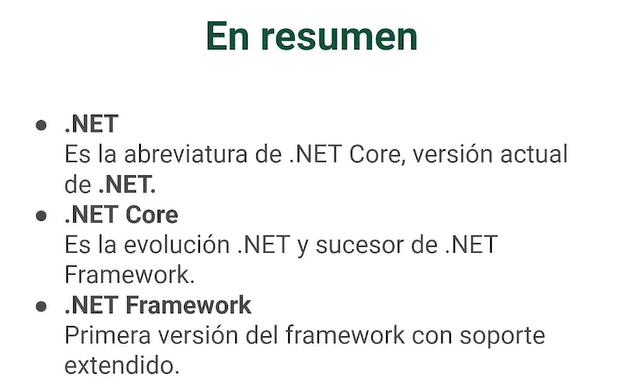 En resumen
● .NET
Es la abreviatura de .NET Core, versión actual
de .NET.
● .NET Core
Es la evolución .NET y sucesor de .NET
Framework.
● .NET Framework
Primera versión del framework con soporte
extendido.